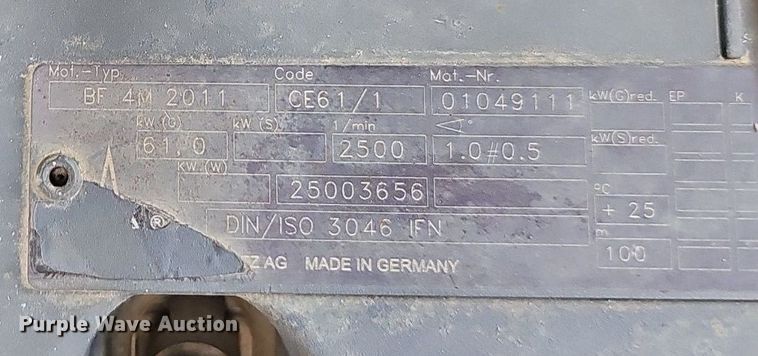 Mot.-Typ Code Mot.-Nr.
BF 4M 2011 CE61/1 01049111 kW(G)red. EP K
kW (G) kW (S) 1/min <°
61.0 2500 1.0#0.5 kW(S)red.
kW (W)
25003656 °C
® DIN/ISO 3046 IFN + 25
m
Z AG MADE IN GERMANY 100
Purple Wave Auction